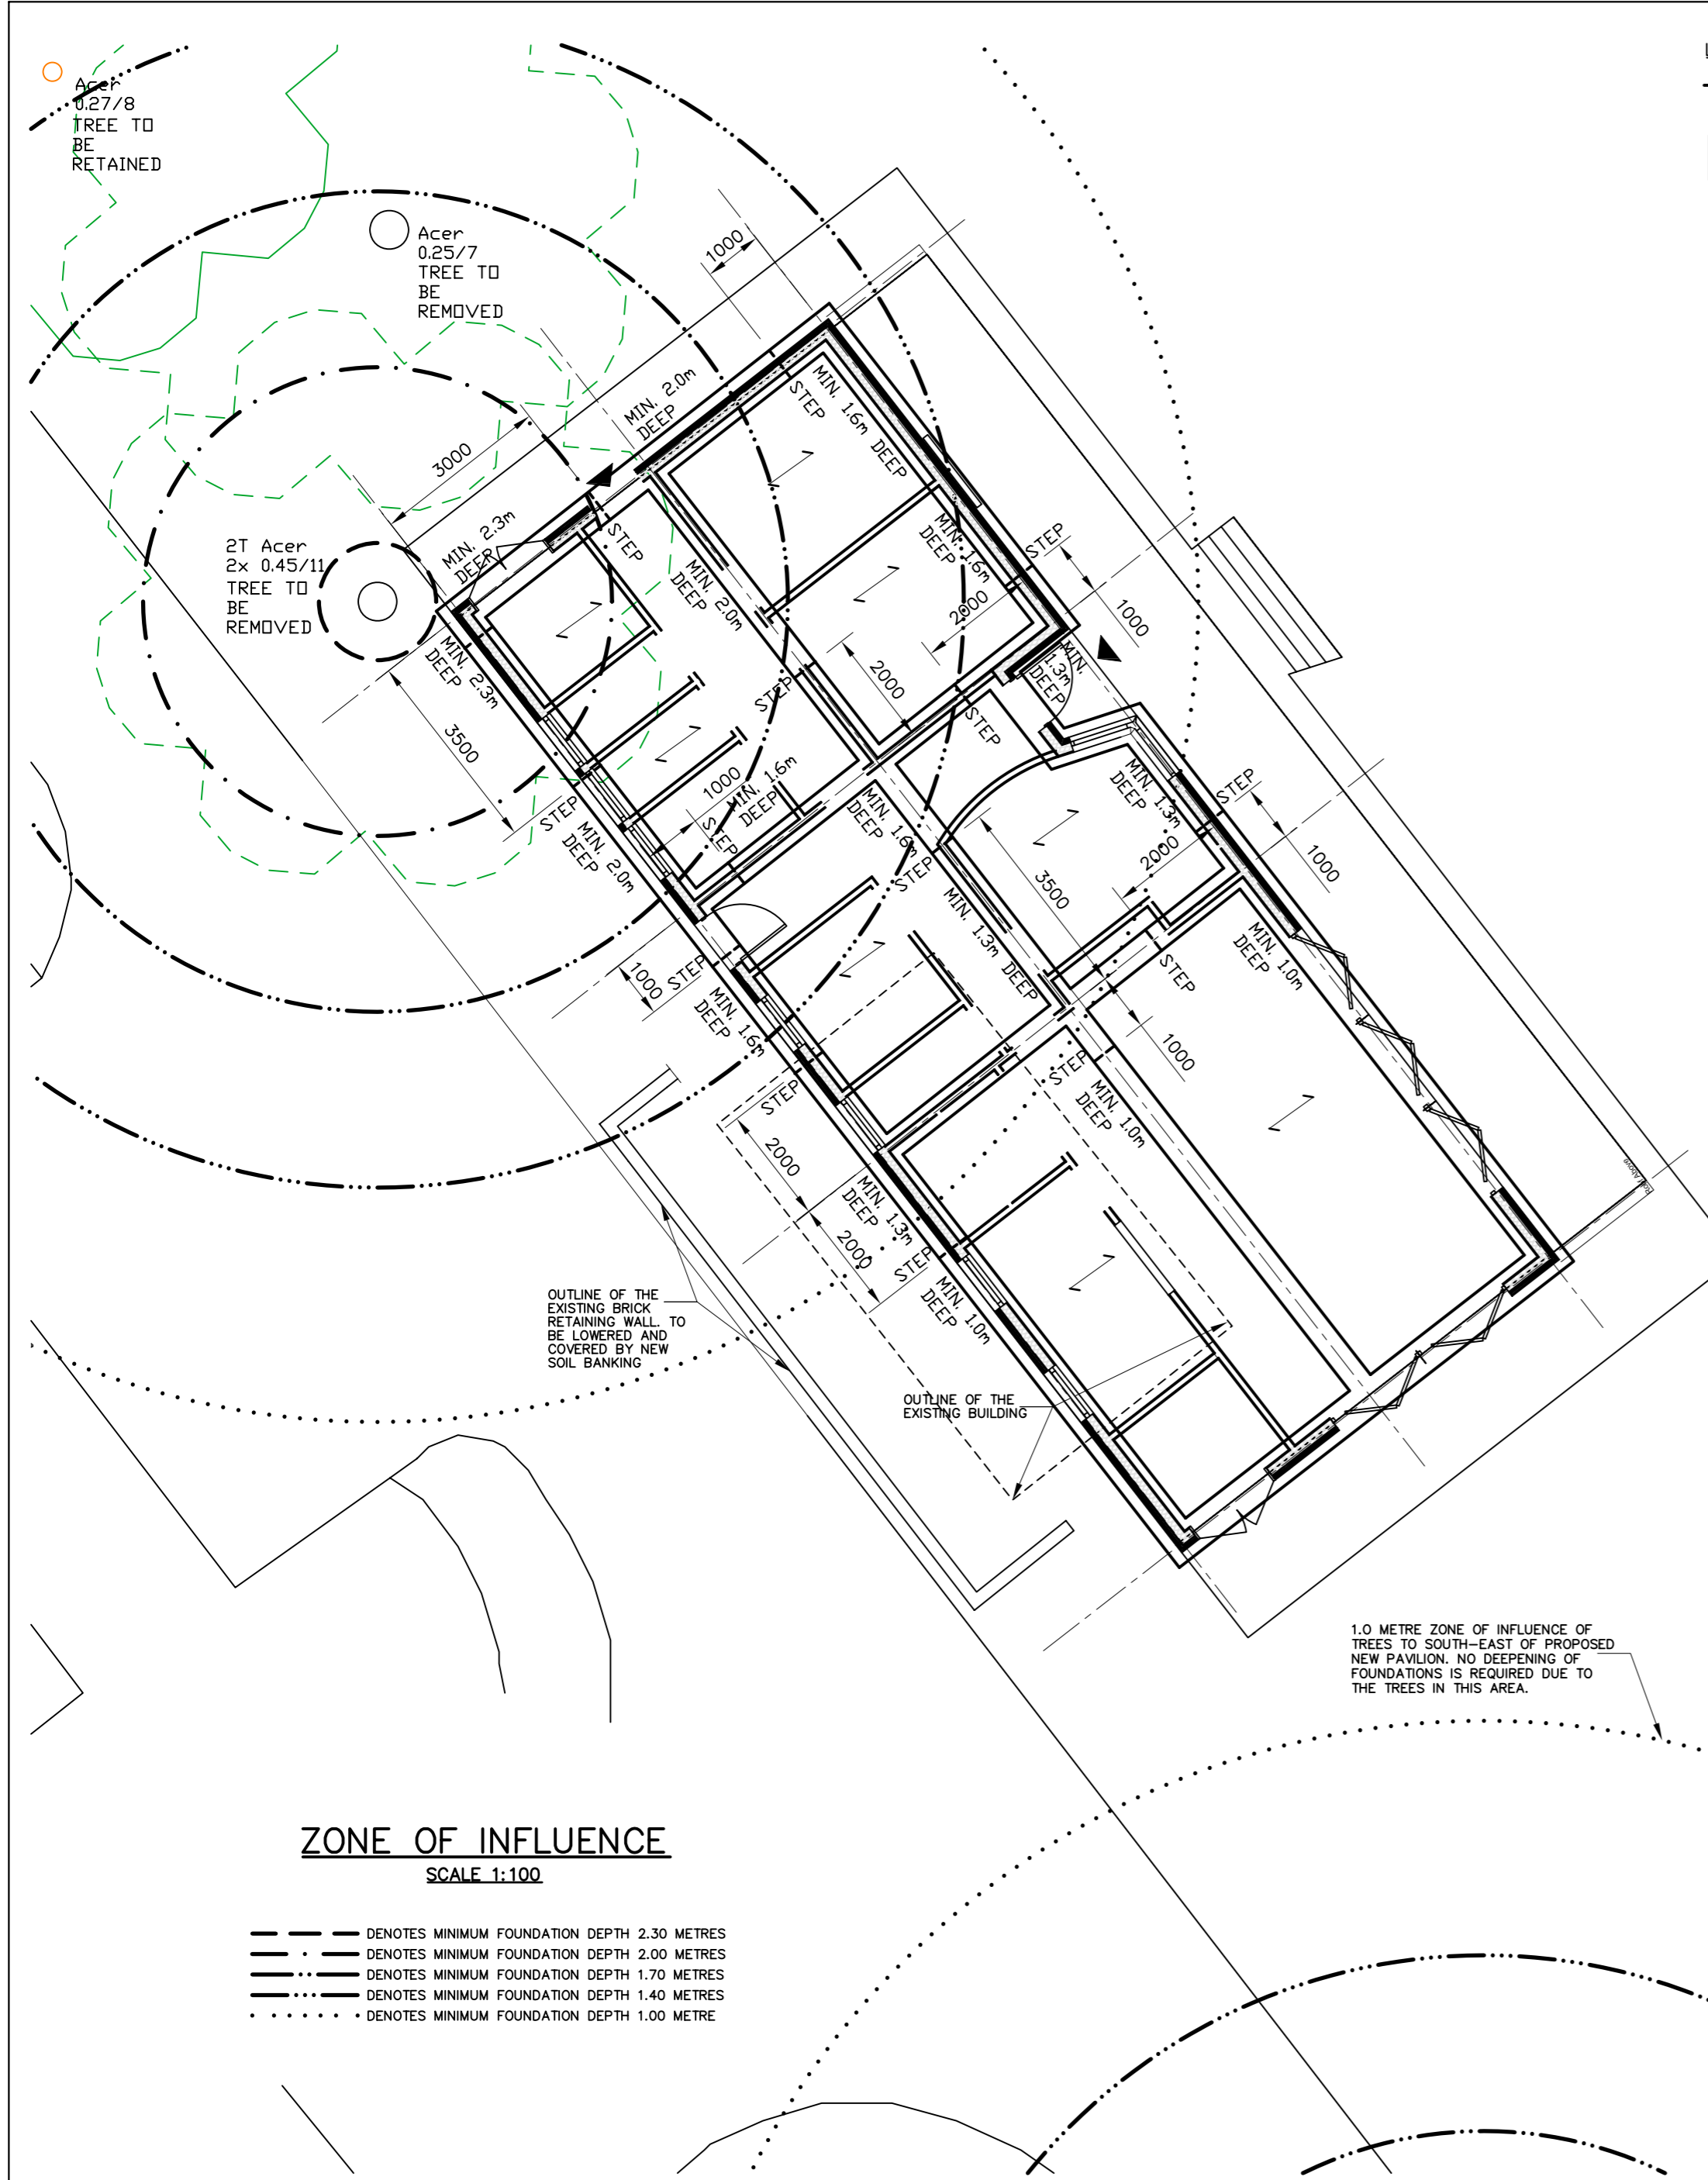 Acer
0.27/8
TREE TO
BE
RETAINED
Acer
0.25/7
TREE TO
BE
REMOVED
1000
MIN. 2.0m
DEEP
STEP
MIN. 1.6m DEEP
3000
MIN. 2.3m
DEEP
STEP
2T Acer
2x 0.45/11
TREE TO
BE
REMOVED
MIN. 2.0m
DEEP
MIN. 1.6m
DEEP
STEP
2000
1000
MIN. 2.3m
DEEP
3500
STEP
2000
STEP
MIN.
1.3m
DEEP
1000
MIN. 1.6m
DEEP
STEP
STEP
MIN. 2.0m
DEEP
MIN. 1.6m
DEEP
STEP
MIN. 1.3m
DEEP
STEP
1000
2000
3500
MIN. 1.3m DEEP
STEP
MIN. 1.0m
DEEP
1000
STEP
MIN. 1.6m
DEEP
STEP
1000
STEP
MIN. 1.0m
DEEP
2000
2000
MIN. 1.3m
DEEP
STEP
MIN. 1.0m
DEEP
Roof Above
OUTLINE OF THE
EXISTING BRICK
RETAINING WALL. TO
BE LOWERED AND
COVERED BY NEW
SOIL BANKING
OUTLINE OF THE
EXISTING BUILDING
1.0 METRE ZONE OF INFLUENCE OF
TREES TO SOUTH-EAST OF PROPOSED
NEW PAVILION. NO DEEPENING OF
FOUNDATIONS IS REQUIRED DUE TO
THE TREES IN THIS AREA.
ZONE OF INFLUENCE
SCALE 1:100
DENOTES MINIMUM FOUNDATION DEPTH 2.30 METRES
DENOTES MINIMUM FOUNDATION DEPTH 2.00 METRES
DENOTES MINIMUM FOUNDATION DEPTH 1.70 METRES
DENOTES MINIMUM FOUNDATION DEPTH 1.40 METRES
DENOTES MINIMUM FOUNDATION DEPTH 1.00 METRE